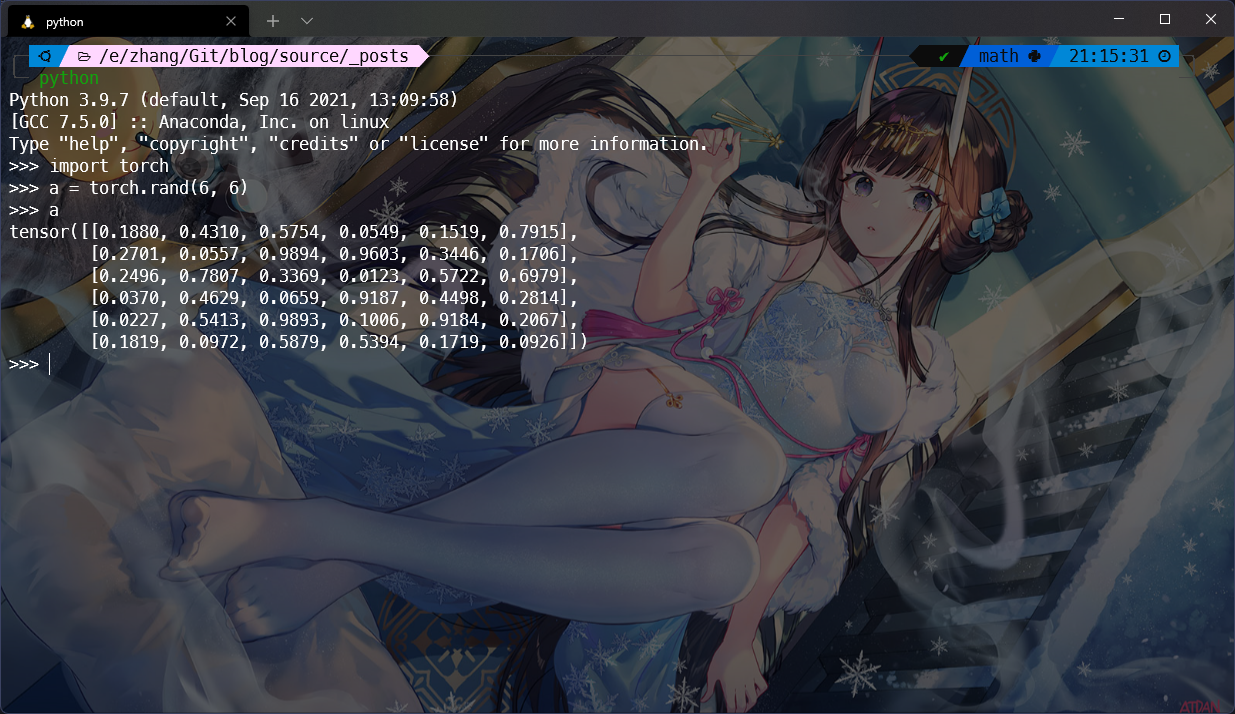 python
/e/zhang/Git/blog/source/_posts
math 21:15:31
python
Python 3.9.7 (default, Sep 16 2021, 13:09:58)
[GCC 7.5.0] :: Anaconda, Inc. on linux
Type "help", "copyright", "credits" or "license" for more information.
>>> import torch
>>> a = torch.rand(6, 6)
>>> a
tensor([[0.1880, 0.4310, 0.5754, 0.0549, 0.1519, 0.7915],
        [0.2701, 0.0557, 0.9894, 0.9603, 0.3446, 0.1706],
        [0.2496, 0.7807, 0.3369, 0.0123, 0.5722, 0.6979],
        [0.0370, 0.4629, 0.0659, 0.9187, 0.4498, 0.2814],
        [0.0227, 0.5413, 0.9893, 0.1006, 0.9184, 0.2067],
        [0.1819, 0.0972, 0.5879, 0.5394, 0.1719, 0.0926]])
>>>
ATDAN